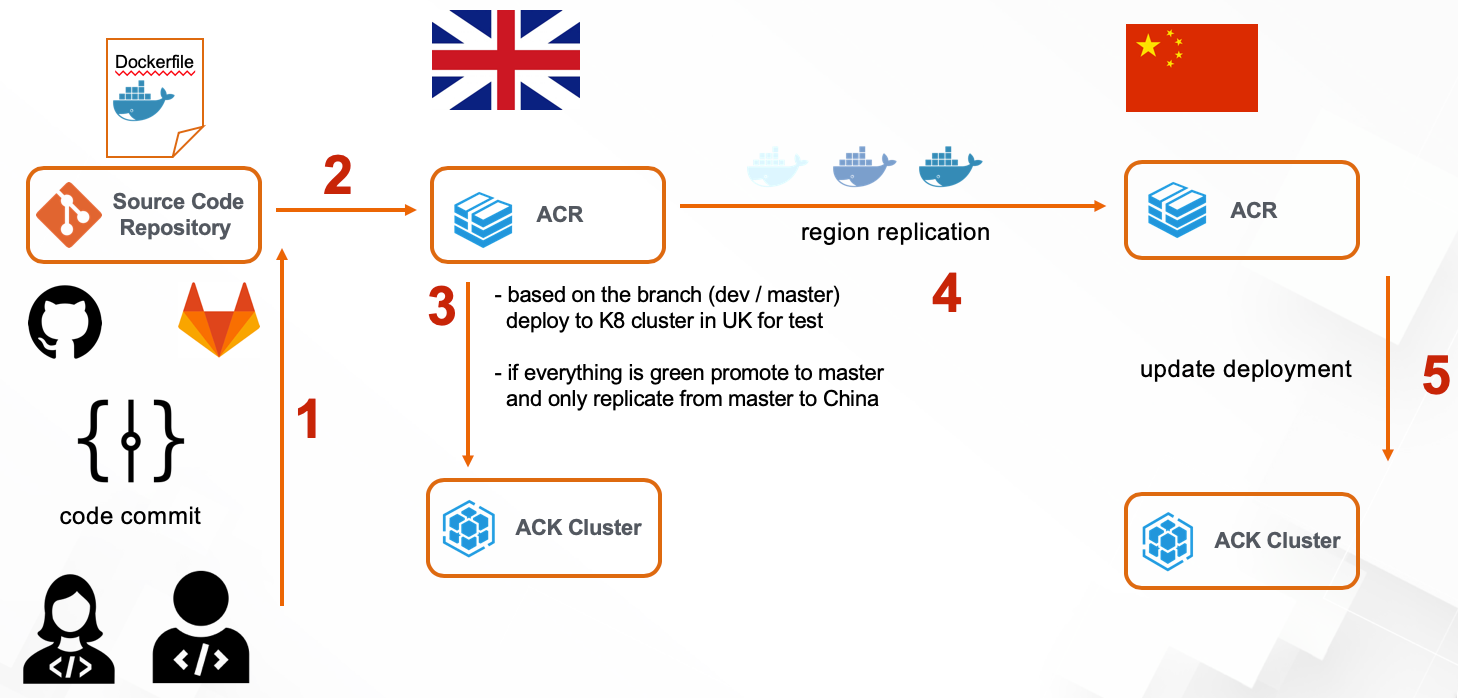 Dockerfile
Source Code
Repository
2
ACR
region replication
ACR
1
code commit
3
- based on the branch (dev / master)
deploy to K8 cluster in UK for test
- if everything is green promote to master
and only replicate from master to China
4
update deployment
5
ACK Cluster
ACK Cluster